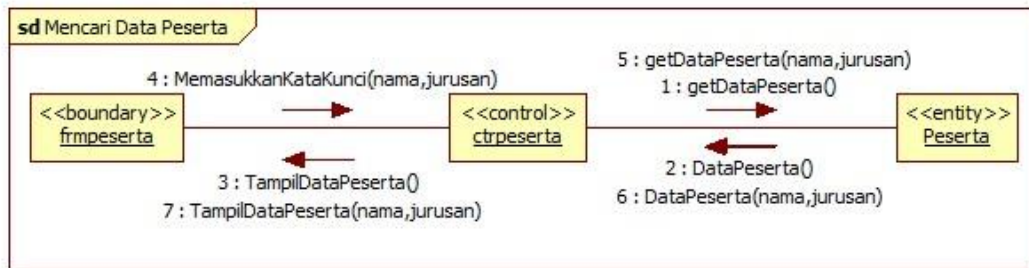 sd Mencari Data Peserta
4 : MemasukkanKataKunci(nama,jurusan)
5 : getDataPeserta(nama,jurusan)
1 : getDataPeserta()
<<boundary>>
frmpeserta
<<control>>
ctrpeserta
<<entity>>
Peserta
3 : TampilDataPeserta()
7 : TampilDataPeserta(nama,jurusan)
2 : DataPeserta()
6 : DataPeserta(nama,jurusan)